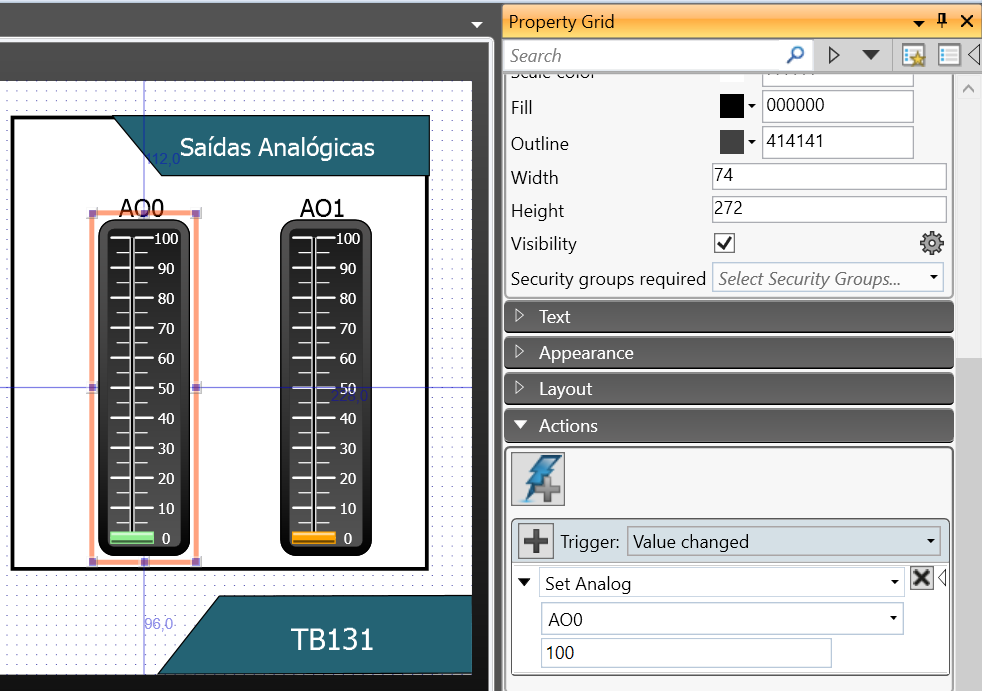 Property Grid
Search
Scale color
Fill
000000
Outline
414141
Width
74
Height
272
Visibility
Security groups required
Select Security Groups...
Text
Appearance
Layout
Actions
Trigger: Value changed
Set Analog
AO0
100
Saídas Analógicas
112,0
AO0
100
90
80
70
60
50
40
30
20
10
0
AO1
100
90
80
70
60
50
40
30
20
10
0
96,0
TB131